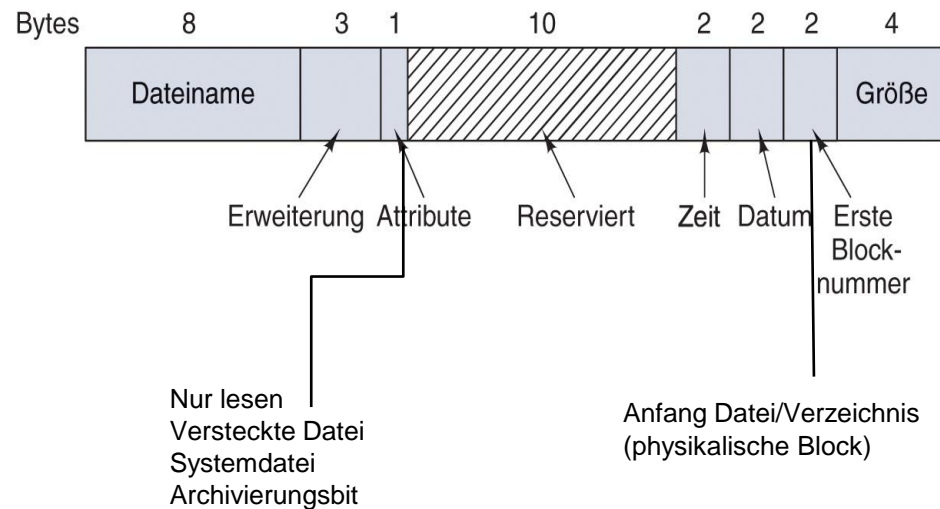 Bytes 8 3 1 10 2 2 2 4
Dateiname Größe
Erweiterung Attribute Reserviert Zeit Datum Erste
Block-
nummer
Nur lesen
Versteckte Datei
Systemdatei
Archivierungsbit
Anfang Datei/Verzeichnis
(physikalische Block)